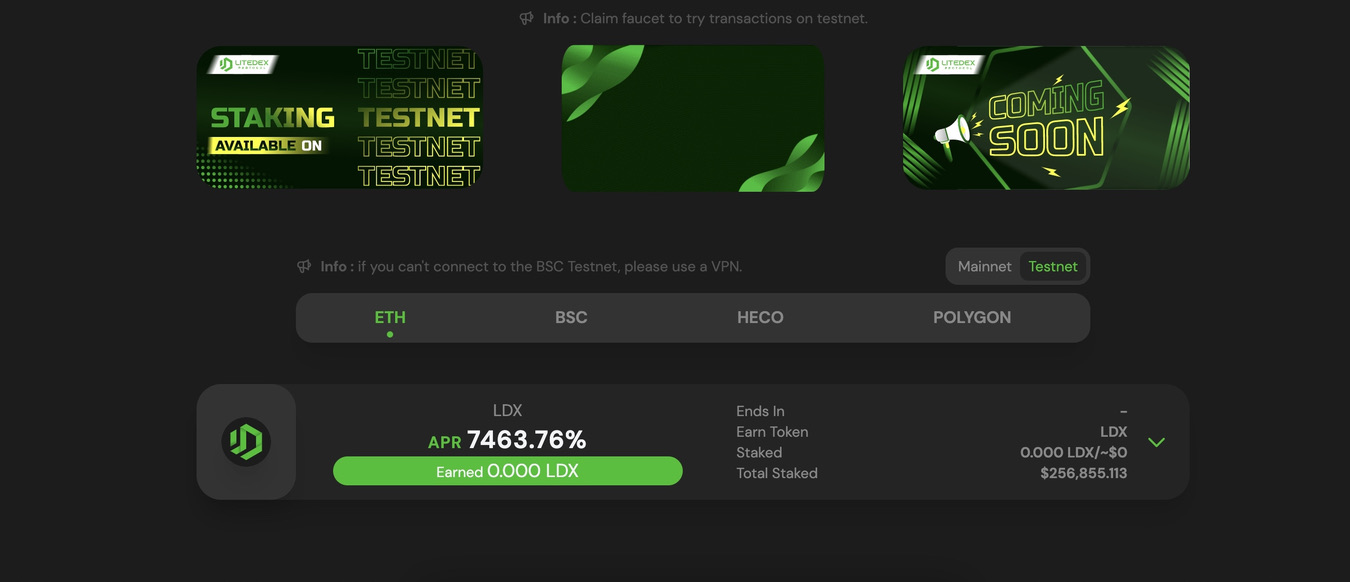 Info : Claim faucet to try transactions on testnet.
LITEDEX
PROTOCOL
STAKING
AVAILABLE ON
TESTNET
TESTNET
TESTNET
TESTNET
TESTNET
LITEDEX
PROTOCOL
COMING
SOON
Info : if you can't connect to the BSC Testnet, please use a VPN.
Mainnet Testnet
ETH BSC HECO POLYGON
LDX
APR 7463.76%
Earned 0.000 LDX
Ends In –
Earn Token LDX
Staked 0.000 LDX/~$0
Total Staked $256,855.113